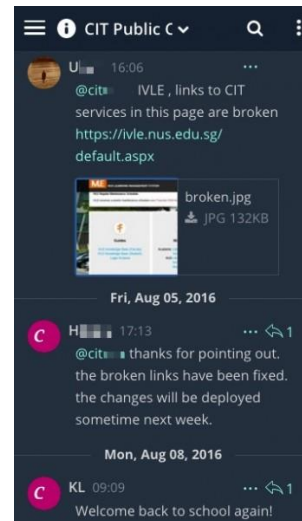 CIT Public C
U 16:06
@cit IVLE , links to CIT
services in this page are broken
https://ivle.nus.edu.sg/
default.aspx
broken.jpg
JPG 132KB
Fri, Aug 05, 2016
C
H 17:13
1
@cit thanks for pointing out.
the broken links have been fixed.
the changes will be deployed
sometime next week.
Mon, Aug 08, 2016
C
KL 09:09
1
Welcome back to school again!